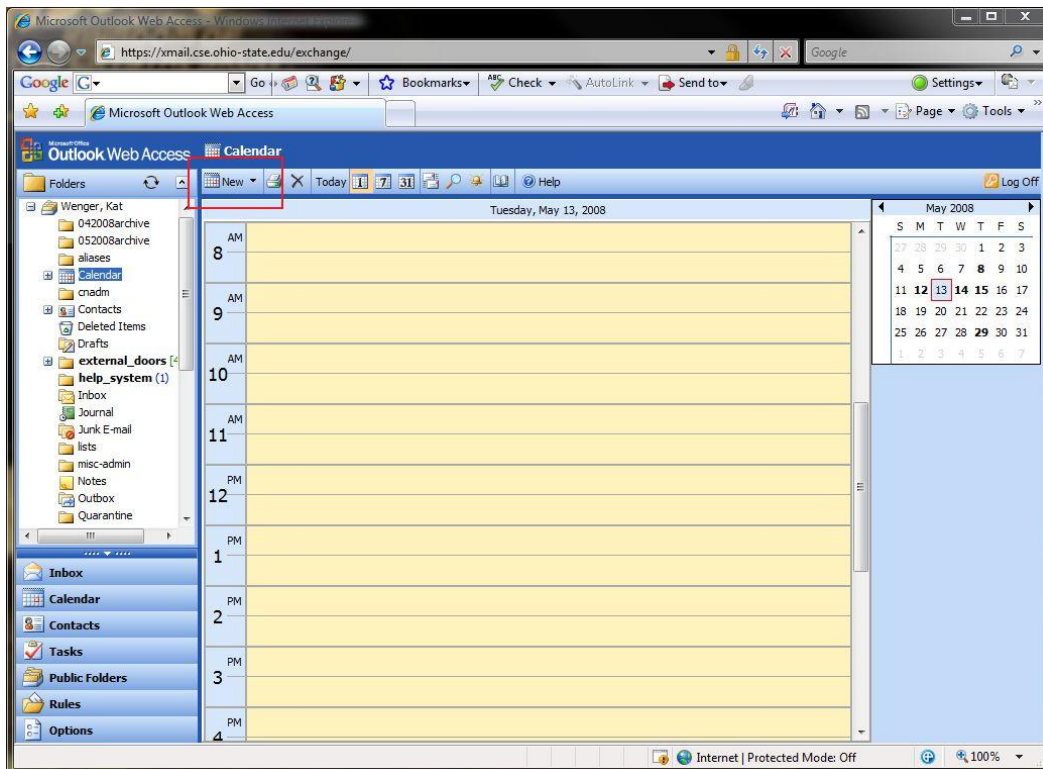 Microsoft Outlook Web Access - Windows Internet Explorer
https://xmail.cse.ohio-state.edu/exchange/
Google
Google G Go Bookmarks ABC Check AutoLink Send to Settings
Microsoft Outlook Web Access
Page Tools
Microsoft Office
Outlook Web Access
Calendar
Folders
New Today 1 7 31 Help Log Off
Wenger, Kat
042008archive
052008archive
aliases
Calendar
cnadm
Contacts
Deleted Items
Drafts
external_doors [4
help_system (1)
Inbox
Journal
Junk E-mail
lists
misc-admin
Notes
Outbox
Quarantine
Inbox
Calendar
Contacts
Tasks
Public Folders
Rules
Options
Tuesday, May 13, 2008
8 AM
9 AM
10 AM
11 AM
12 PM
1 PM
2 PM
3 PM
4 PM
May 2008
S M T W T F S
27 28 29 30 1 2 3
4 5 6 7 8 9 10
11 12 13 14 15 16 17
18 19 20 21 22 23 24
25 26 27 28 29 30 31
1 2 3 4 5 6 7
Internet | Protected Mode: Off
100%